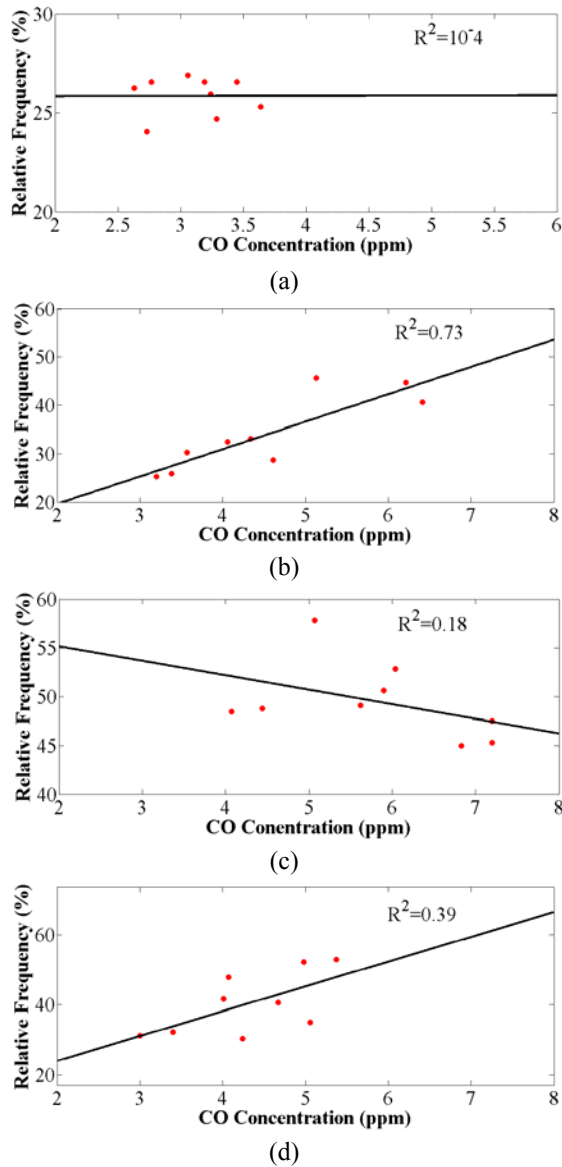 30
R²=10⁻4
25
20
2 2.5 3 3.5 4 4.5 5 5.5 6
Relative Frequency (%)
CO Concentration (ppm)
(a)
60
R²=0.73
50
40
30
20
2 3 4 5 6 7 8
Relative Frequency (%)
CO Concentration (ppm)
(b)
60
R²=0.18
55
50
45
40
2 3 4 5 6 7 8
Relative Frequency (%)
CO Conentration (ppm)
(c)
R²=0.39
60
40
20
2 3 4 5 6 7 8
Relative Frequency (%)
CO Concentration (ppm)
(d)